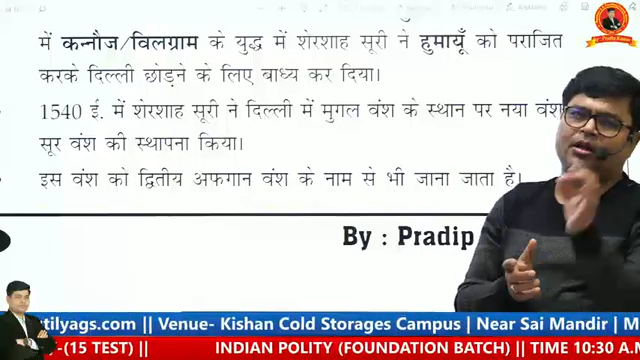 में कन्नौज/विलग्राम के युद्ध में शेरशाह सूरी ने हुमायूँ को पराजित
करके दिल्ली छोड़ने के लिए बाध्य कर दिया।
1540 ई. में शेरशाह सूरी ने दिल्ली में मुगल वंश के स्थान पर नया वंश
सूर वंश की स्थापना किया।
इस वंश को द्वितीय अफगान वंश के नाम से भी जाना जाता है।
By : Pradip
utilyags.com || Venue- Kishan Cold Storages Campus | Near Sai Mandir | M
-(15 TEST) || INDIAN POLITY (FOUNDATION BATCH) || TIME 10:30 A.M